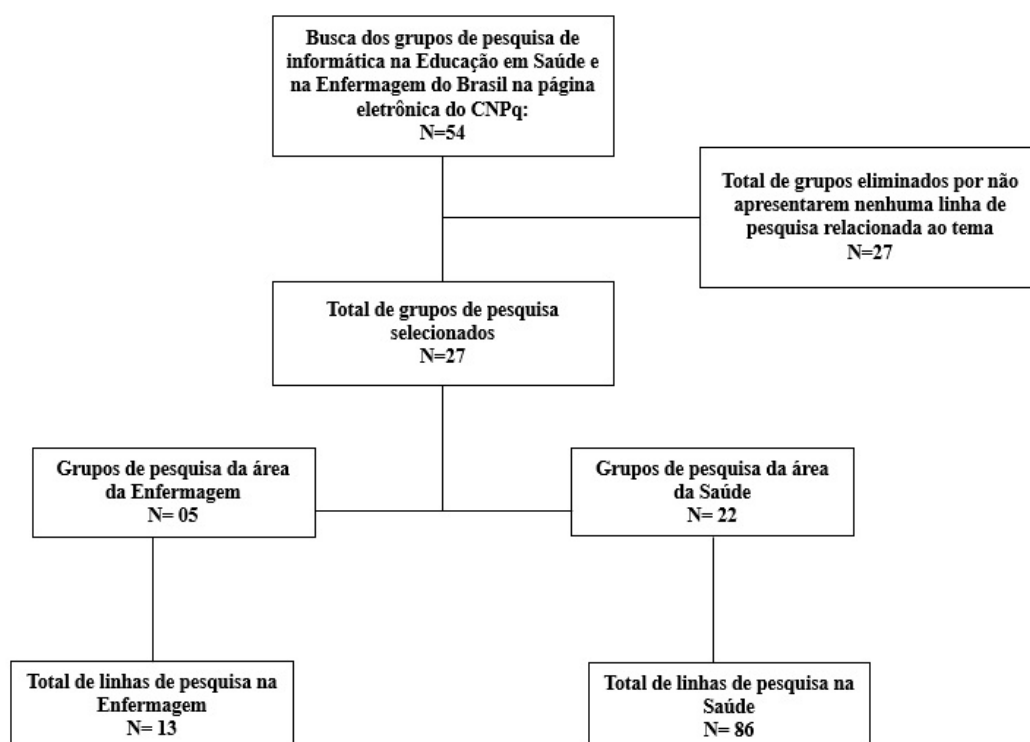 Busca dos grupos de pesquisa de
informática na Educação em Saúde e
na Enfermagem do Brasil na página
eletrônica do CNPq:
N=54
Total de grupos eliminados por não
apresentarem nenhuma linha de
pesquisa relacionada ao tema
N=27
Total de grupos de pesquisa
selecionados
N=27
Grupos de pesquisa da área
da Enfermagem
N= 05
Grupos de pesquisa da área
da Saúde
N= 22
Total de linhas de pesquisa na
Enfermagem
N= 13
Total de linhas de pesquisa na
Saúde
N= 86